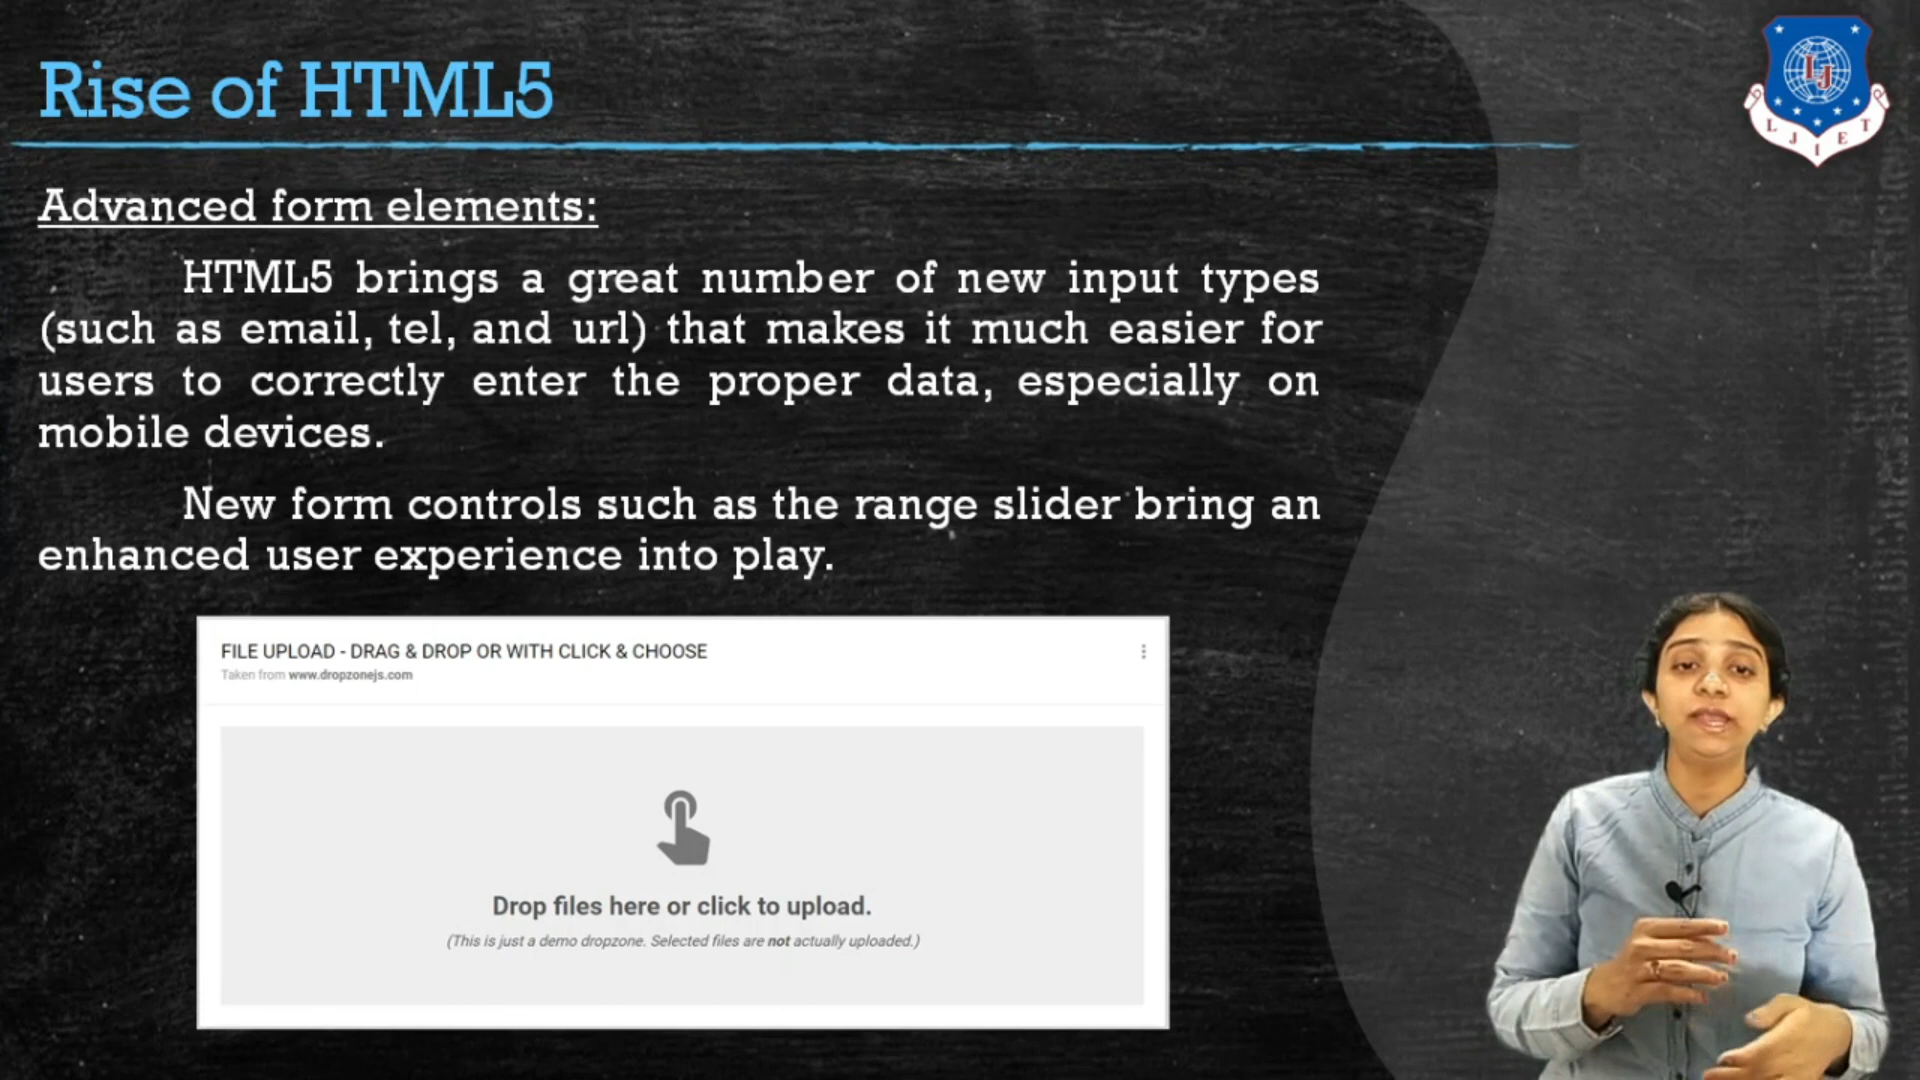 Rise of HTML5
LJ
L J I E T
Advanced form elements:
HTML5 brings a great number of new input types
(such as email, tel, and url) that makes it much easier for
users to correctly enter the proper data, especially on
mobile devices.
New form controls such as the range slider bring an
enhanced user experience into play.
FILE UPLOAD - DRAG & DROP OR WITH CLICK & CHOOSE
Taken from www.dropzonejs.com
Drop files here or click to upload.
(This is just a demo dropzone. Selected files are not actually uploaded.)